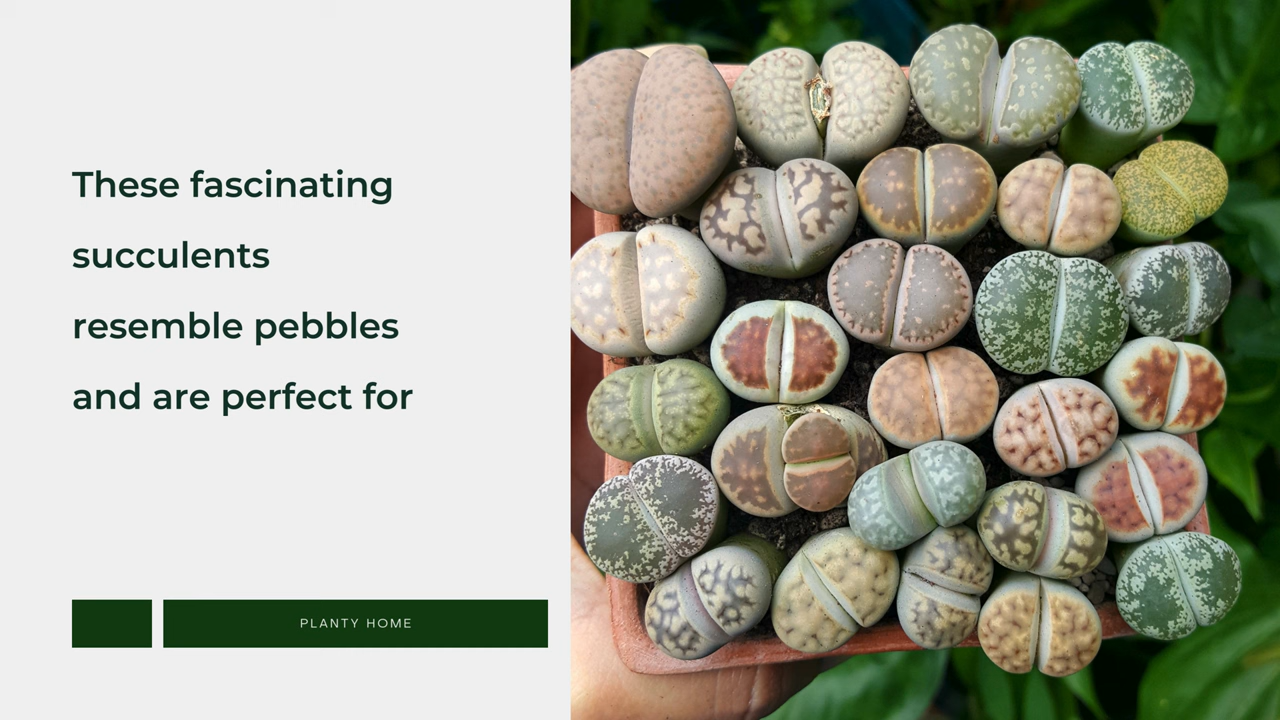 These fascinating
succulents
resemble pebbles
and are perfect for
PLANTY HOME